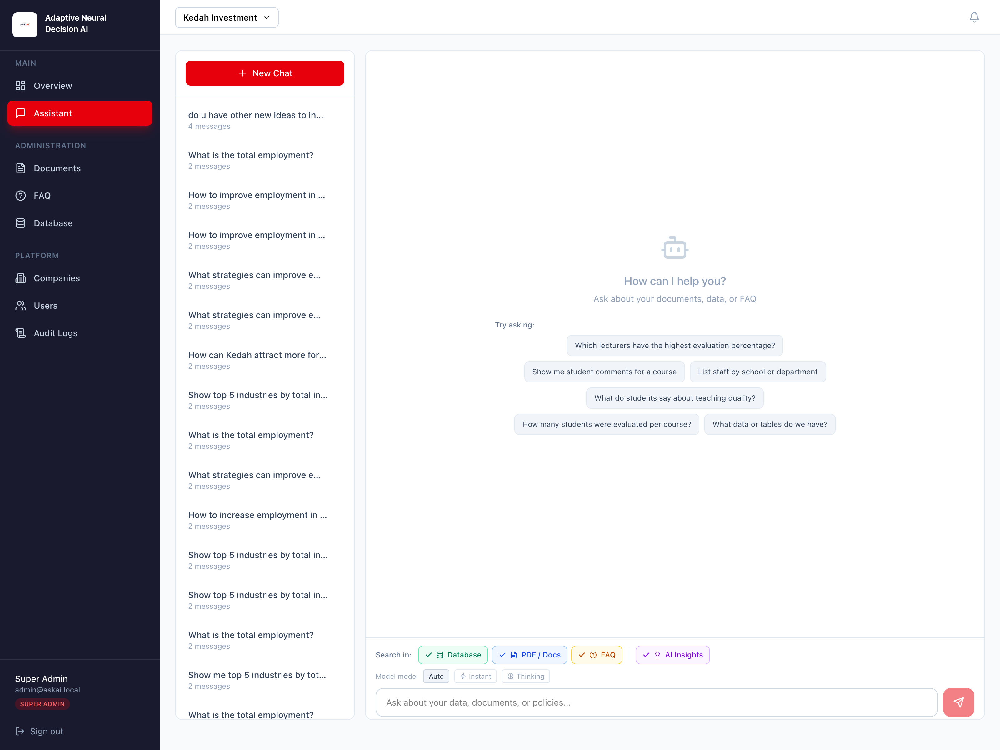 ANDAI
Adaptive Neural
Decision AI
MAIN
Overview
Assistant
ADMINISTRATION
Documents
FAQ
Database
PLATFORM
Companies
Users
Audit Logs
Super Admin
admin@askai.local
SUPER ADMIN
Sign out
Kedah Investment
New Chat
do u have other new ideas to in...
4 messages
What is the total employment?
2 messages
How to improve employment in ...
2 messages
How to improve employment in ...
2 messages
What strategies can improve e...
2 messages
What strategies can improve e...
2 messages
How can Kedah attract more for...
2 messages
Show top 5 industries by total in...
2 messages
What is the total employment?
2 messages
What strategies can improve e...
2 messages
How to increase employment in ...
2 messages
Show top 5 industries by total in...
2 messages
Show top 5 industries by total in...
2 messages
What is the total employment?
2 messages
Show me top 5 industries by tot...
2 messages
What is the total employment?
How can I help you?
Ask about your documents, data, or FAQ
Try asking:
Which lecturers have the highest evaluation percentage?
Show me student comments for a course
List staff by school or department
What do students say about teaching quality?
How many students were evaluated per course?
What data or tables do we have?
Search in:
Database
PDF / Docs
FAQ
AI Insights
Model mode:
Auto
Instant
Thinking
Ask about your data, documents, or policies...